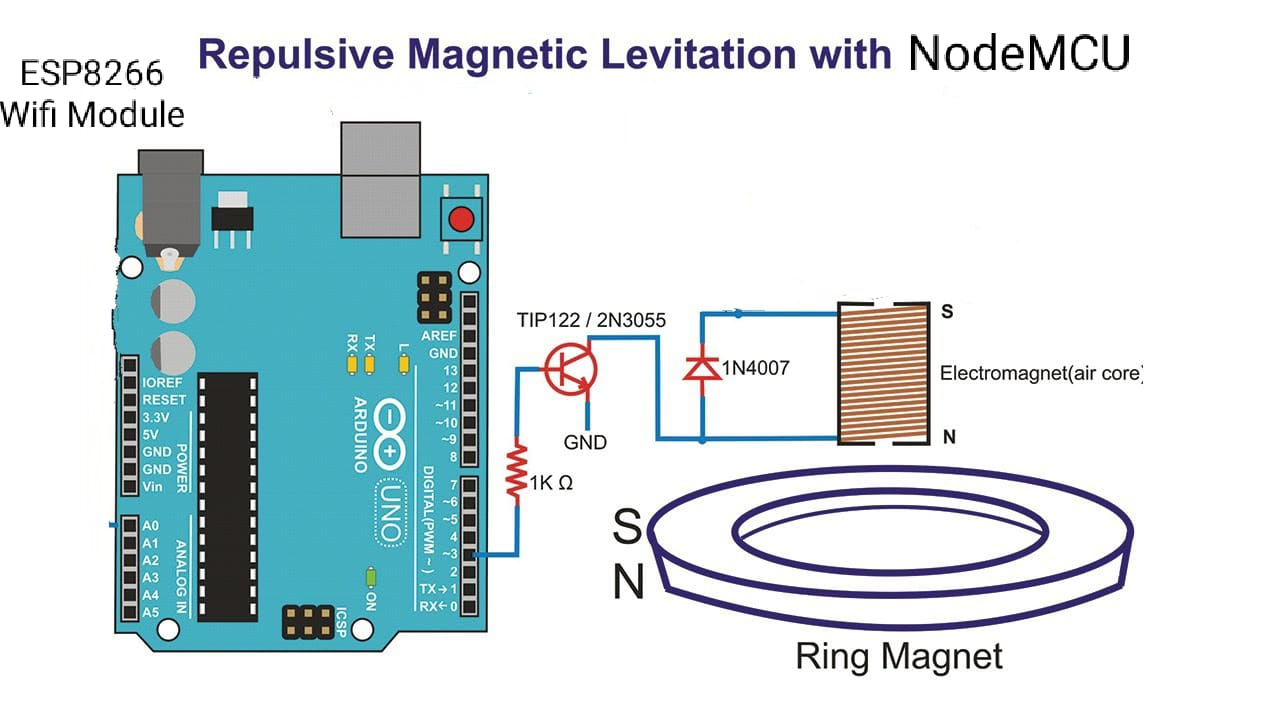 Repulsive Magnetic Levitation with NodeMCU
ESP8266
Wifi Module
IOREF
RESET
3.3V
5V
GND
GND
Vin
POWER
A0
A1
A2
A3
A4
A5
ANALOG IN
RX
TX
L
ARDUINO
UNO
ON
ICSP
AREF
GND
13
12
~11
~10
~9
8
7
~6
~5
4
~3
2
TX→1
RX←0
DIGITAL(PWM ~)
TIP122 / 2N3055
GND
1K Ω
1N4007
S
Electromagnet(air core)
N
S
N
Ring Magnet